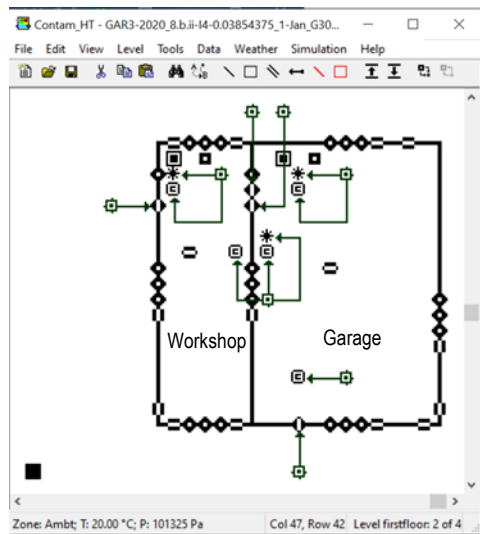 Contam_HT - GAR3-2020_8.b.ii-I4-0.03854375_1-Jan_G30...
File Edit View Level Tools Data Weather Simulation Help
Workshop
Garage
Zone: Ambt; T: 20.00 °C; P: 101325 Pa Col 47, Row 42 Level firstfloor: 2 of 4